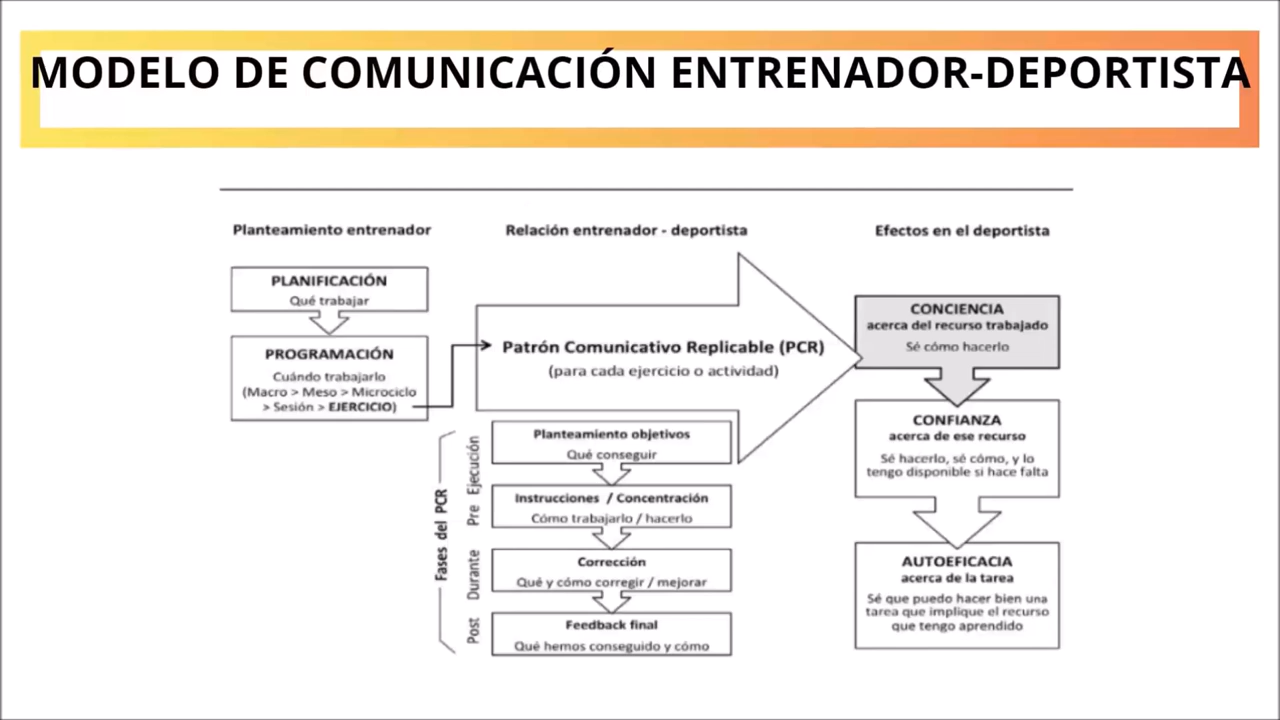 MODELO DE COMUNICACIÓN ENTRENADOR-DEPORTISTA
Planteamiento entrenador
PLANIFICACIÓN
Qué trabajar
PROGRAMACIÓN
Cuándo trabajarlo
(Macro > Meso > Microciclo
> Sesión > EJERCICIO)
Relación entrenador - deportista
Patrón Comunicativo Replicable (PCR)
(para cada ejercicio o actividad)
Fases del PCR
Pre Ejecución
Planteamiento objetivos
Qué conseguir
Instrucciones / Concentración
Cómo trabajarlo / hacerlo
Durante
Corrección
Qué y cómo corregir / mejorar
Post
Feedback final
Qué hemos conseguido y cómo
Efectos en el deportista
CONCIENCIA
acerca del recurso trabajado
Sé cómo hacerlo
CONFIANZA
acerca de ese recurso
Sé hacerlo, sé cómo, y lo
tengo disponible si hace falta
AUTOEFICACIA
acerca de la tarea
Sé que puedo hacer bien una
tarea que implique el recurso
que tengo aprendido